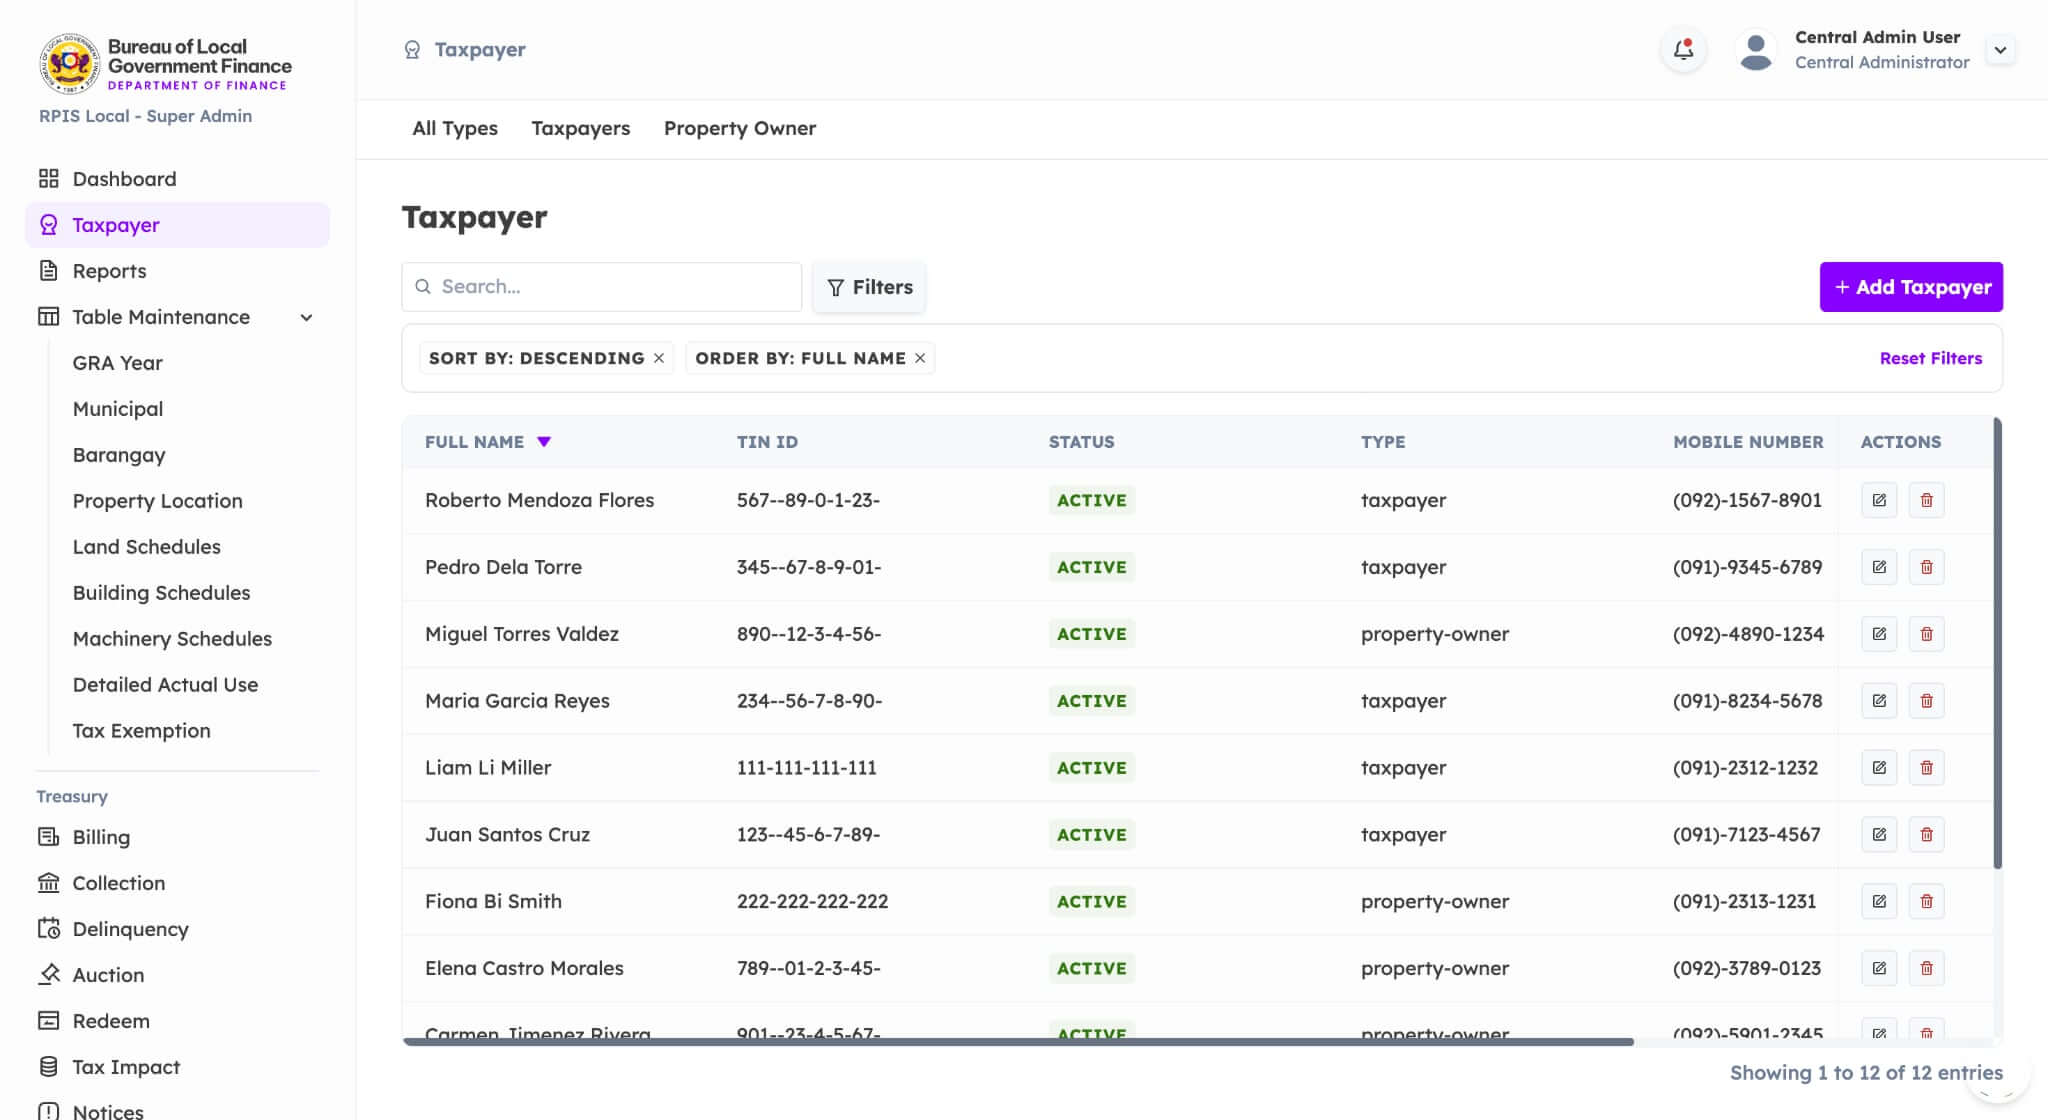 Bureau of Local
Government Finance
DEPARTMENT OF FINANCE
RPIS Local - Super Admin
Dashboard
Taxpayer
Reports
Table Maintenance
GRA Year
Municipal
Barangay
Property Location
Land Schedules
Building Schedules
Machinery Schedules
Detailed Actual Use
Tax Exemption
Treasury
Billing
Collection
Delinquency
Auction
Redeem
Tax Impact
Notices
Taxpayer
Central Admin User
Central Administrator
All Types Taxpayers Property Owner
Taxpayer
Search...
Filters
+ Add Taxpayer
SORT BY: DESCENDING × ORDER BY: FULL NAME ×
Reset Filters
FULL NAME TIN ID STATUS TYPE MOBILE NUMBER ACTIONS
Roberto Mendoza Flores 567--89-0-1-23- ACTIVE taxpayer (092)-1567-8901
Pedro Dela Torre 345--67-8-9-01- ACTIVE taxpayer (091)-9345-6789
Miguel Torres Valdez 890--12-3-4-56- ACTIVE property-owner (092)-4890-1234
Maria Garcia Reyes 234--56-7-8-90- ACTIVE taxpayer (091)-8234-5678
Liam Li Miller 111-111-111-111 ACTIVE taxpayer (091)-2312-1232
Juan Santos Cruz 123--45-6-7-89- ACTIVE taxpayer (091)-7123-4567
Fiona Bi Smith 222-222-222-222 ACTIVE property-owner (091)-2313-1231
Elena Castro Morales 789--01-2-3-45- ACTIVE property-owner (092)-3789-0123
Carmen Jimenez Rivera 901--23-4-5-67- ACTIVE property-owner (092)-5901-2345
Showing 1 to 12 of 12 entries